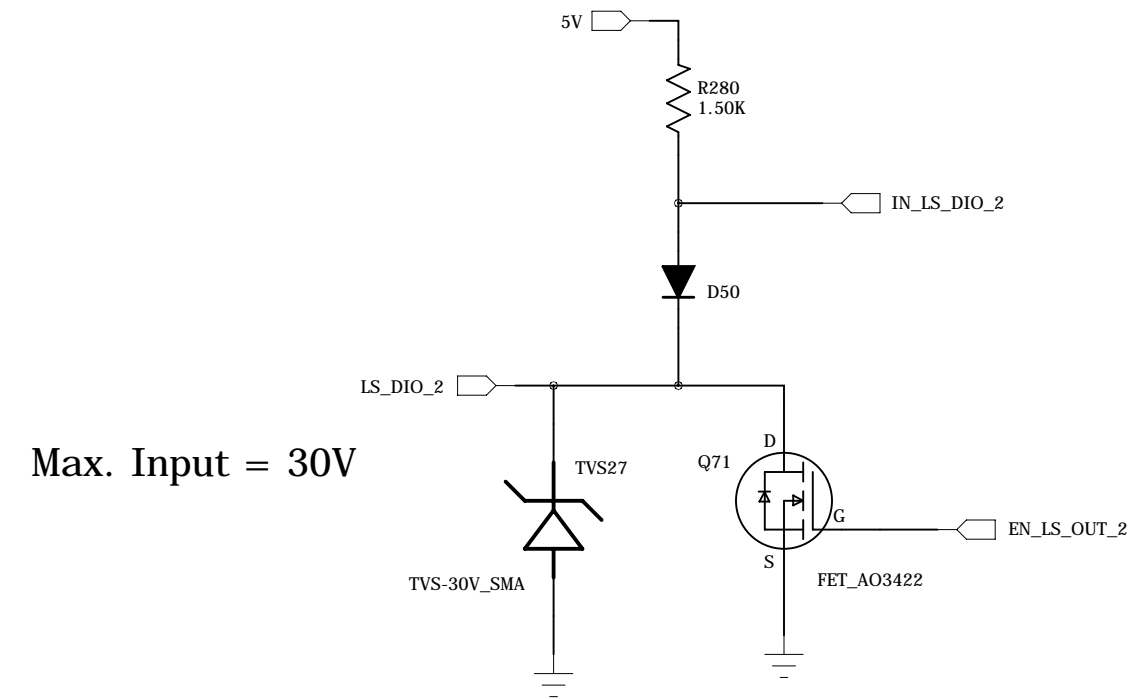 5V
R280
1.50K
IN_LS_DIO_2
D50
LS_DIO_2
Max. Input = 30V
TVS27
TVS-30V_SMA
Q71
D
G
S
EN_LS_OUT_2
FET_AO3422